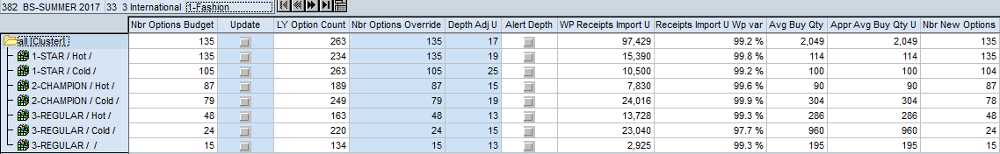 382 BS-SUMMER 2017 33 3 International 1-Fashion
Nbr Options Budget Update LY Option Count Nbr Options Override Depth Adj U Alert Depth WP Receipts Import U Receipts Import U Wp var Avg Buy Qty Appr Avg Buy Qty U Nbr New Options
all [Cluster] 135 263 135 17 97,429 99.2 % 2,049 2,049 135
1-STAR / Hot / 135 234 135 19 15,390 99.8 % 114 114 135
1-STAR / Cold / 105 263 105 25 10,500 99.2 % 100 100 104
2-CHAMPION / Hot / 87 189 87 15 7,830 99.6 % 90 90 87
2-CHAMPION / Cold / 79 249 79 19 24,016 99.9 % 304 304 78
3-REGULAR / Hot / 48 163 48 13 13,728 99.3 % 286 286 48
3-REGULAR / Cold / 24 220 24 15 23,040 97.7 % 960 960 24
3-REGULAR / / 15 134 15 13 2,925 99.3 % 195 195 15